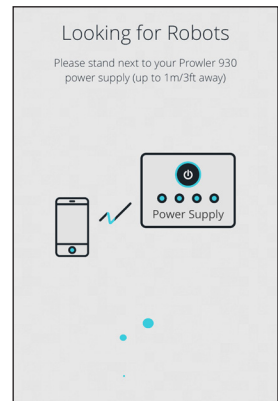 Looking for Robots
Please stand next to your Prowler 930
power supply (up to 1m/3ft away)
Power Supply